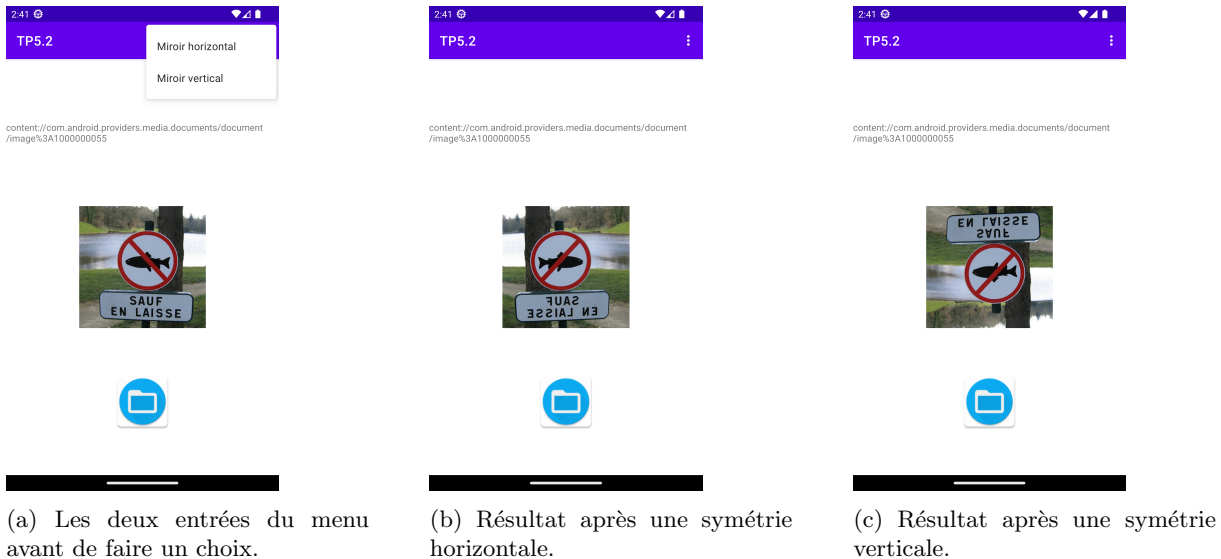 2:41
TP5.2
Miroir horizontal
Miroir vertical
content://com.android.providers.media.documents/document
/image%3A1000000055
SAUF
EN LAISSE
(a) Les deux entrées du menu
avant de faire un choix.
2:41
TP5.2
content://com.android.providers.media.documents/document
/image%3A1000000055
SAUF
EN LAISSE
(b) Résultat après une symétrie
horizontale.
2:41
TP5.2
content://com.android.providers.media.documents/document
/image%3A1000000055
EN LAISSE
SAUF
(c) Résultat après une symétrie
verticale.